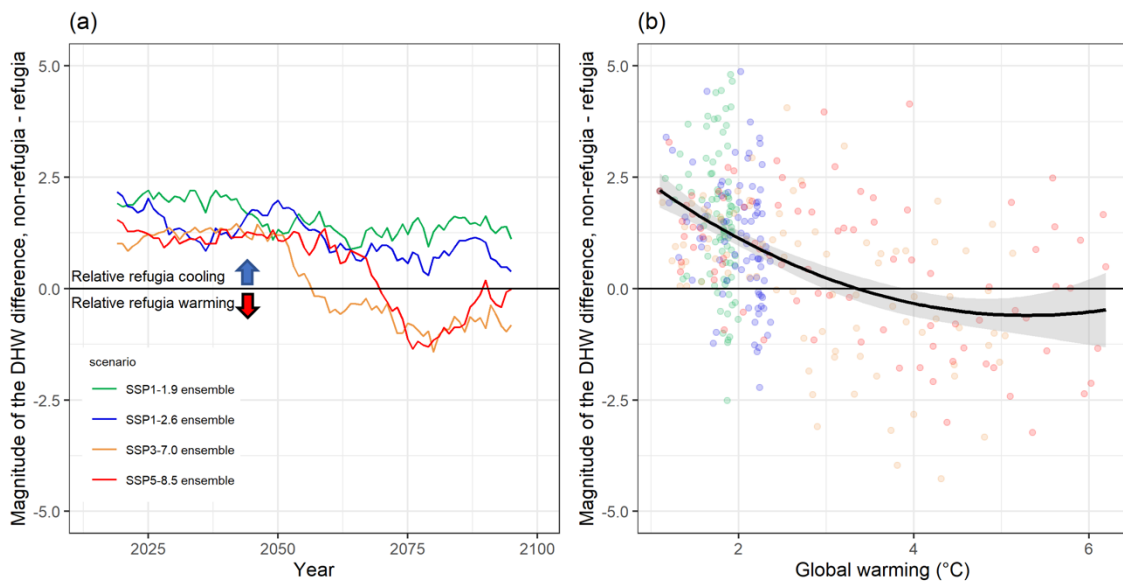 (a)
Magnitude of the DHW difference, non-refugia - refugia
5.0
2.5
0.0
-2.5
-5.0
Relative refugia cooling
Relative refugia warming
scenario
SSP1-1.9 ensemble
SSP1-2.6 ensemble
SSP3-7.0 ensemble
SSP5-8.5 ensemble
2025
2050
2075
2100
Year
(b)
Magnitude of the DHW difference, non-refugia - refugia
5.0
2.5
0.0
-2.5
-5.0
2
4
6
Global warming (°C)